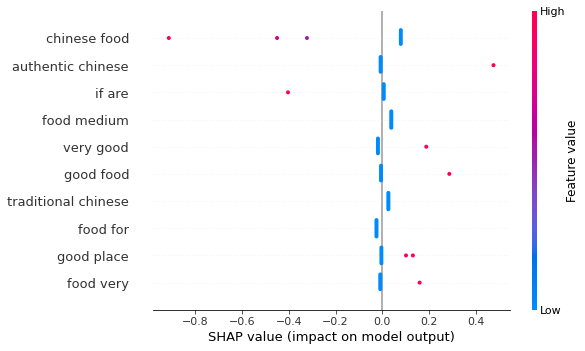 High
chinese food
authentic chinese
if are
food medium
very good
good food
traditional chinese
food for
good place
food very
Feature value
Low
−0.8 −0.6 −0.4 −0.2 0.0 0.2 0.4
SHAP value (impact on model output)